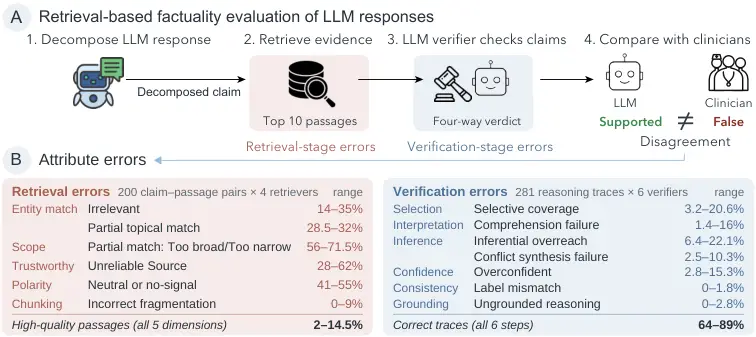 A Retrieval-based factuality evaluation of LLM responses
1. Decompose LLM response 2. Retrieve evidence 3. LLM verifier checks claims 4. Compare with clinicians
Decomposed claim
Top 10 passages
Four-way verdict
LLM Clinician
Supported ≠ False
Retrieval-stage errors Verification-stage errors Disagreement
B Attribute errors
Retrieval errors 200 claim–passage pairs × 4 retrievers range
Entity match Irrelevant 14–35%
Partial topical match 28.5–32%
Scope Partial match: Too broad/Too narrow 56–71.5%
Trustworthy Unreliable Source 28–62%
Polarity Neutral or no-signal 41–55%
Chunking Incorrect fragmentation 0–9%
High-quality passages (all 5 dimensions) 2–14.5%
Verification errors 281 reasoning traces × 6 verifiers range
Selection Selective coverage 3.2–20.6%
Interpretation Comprehension failure 1.4–16%
Inference Inferential overreach 6.4–22.1%
Conflict synthesis failure 2.5–10.3%
Confidence Overconfident 2.8–15.3%
Consistency Label mismatch 0–1.8%
Grounding Ungrounded reasoning 0–2.8%
Correct traces (all 6 steps) 64–89%